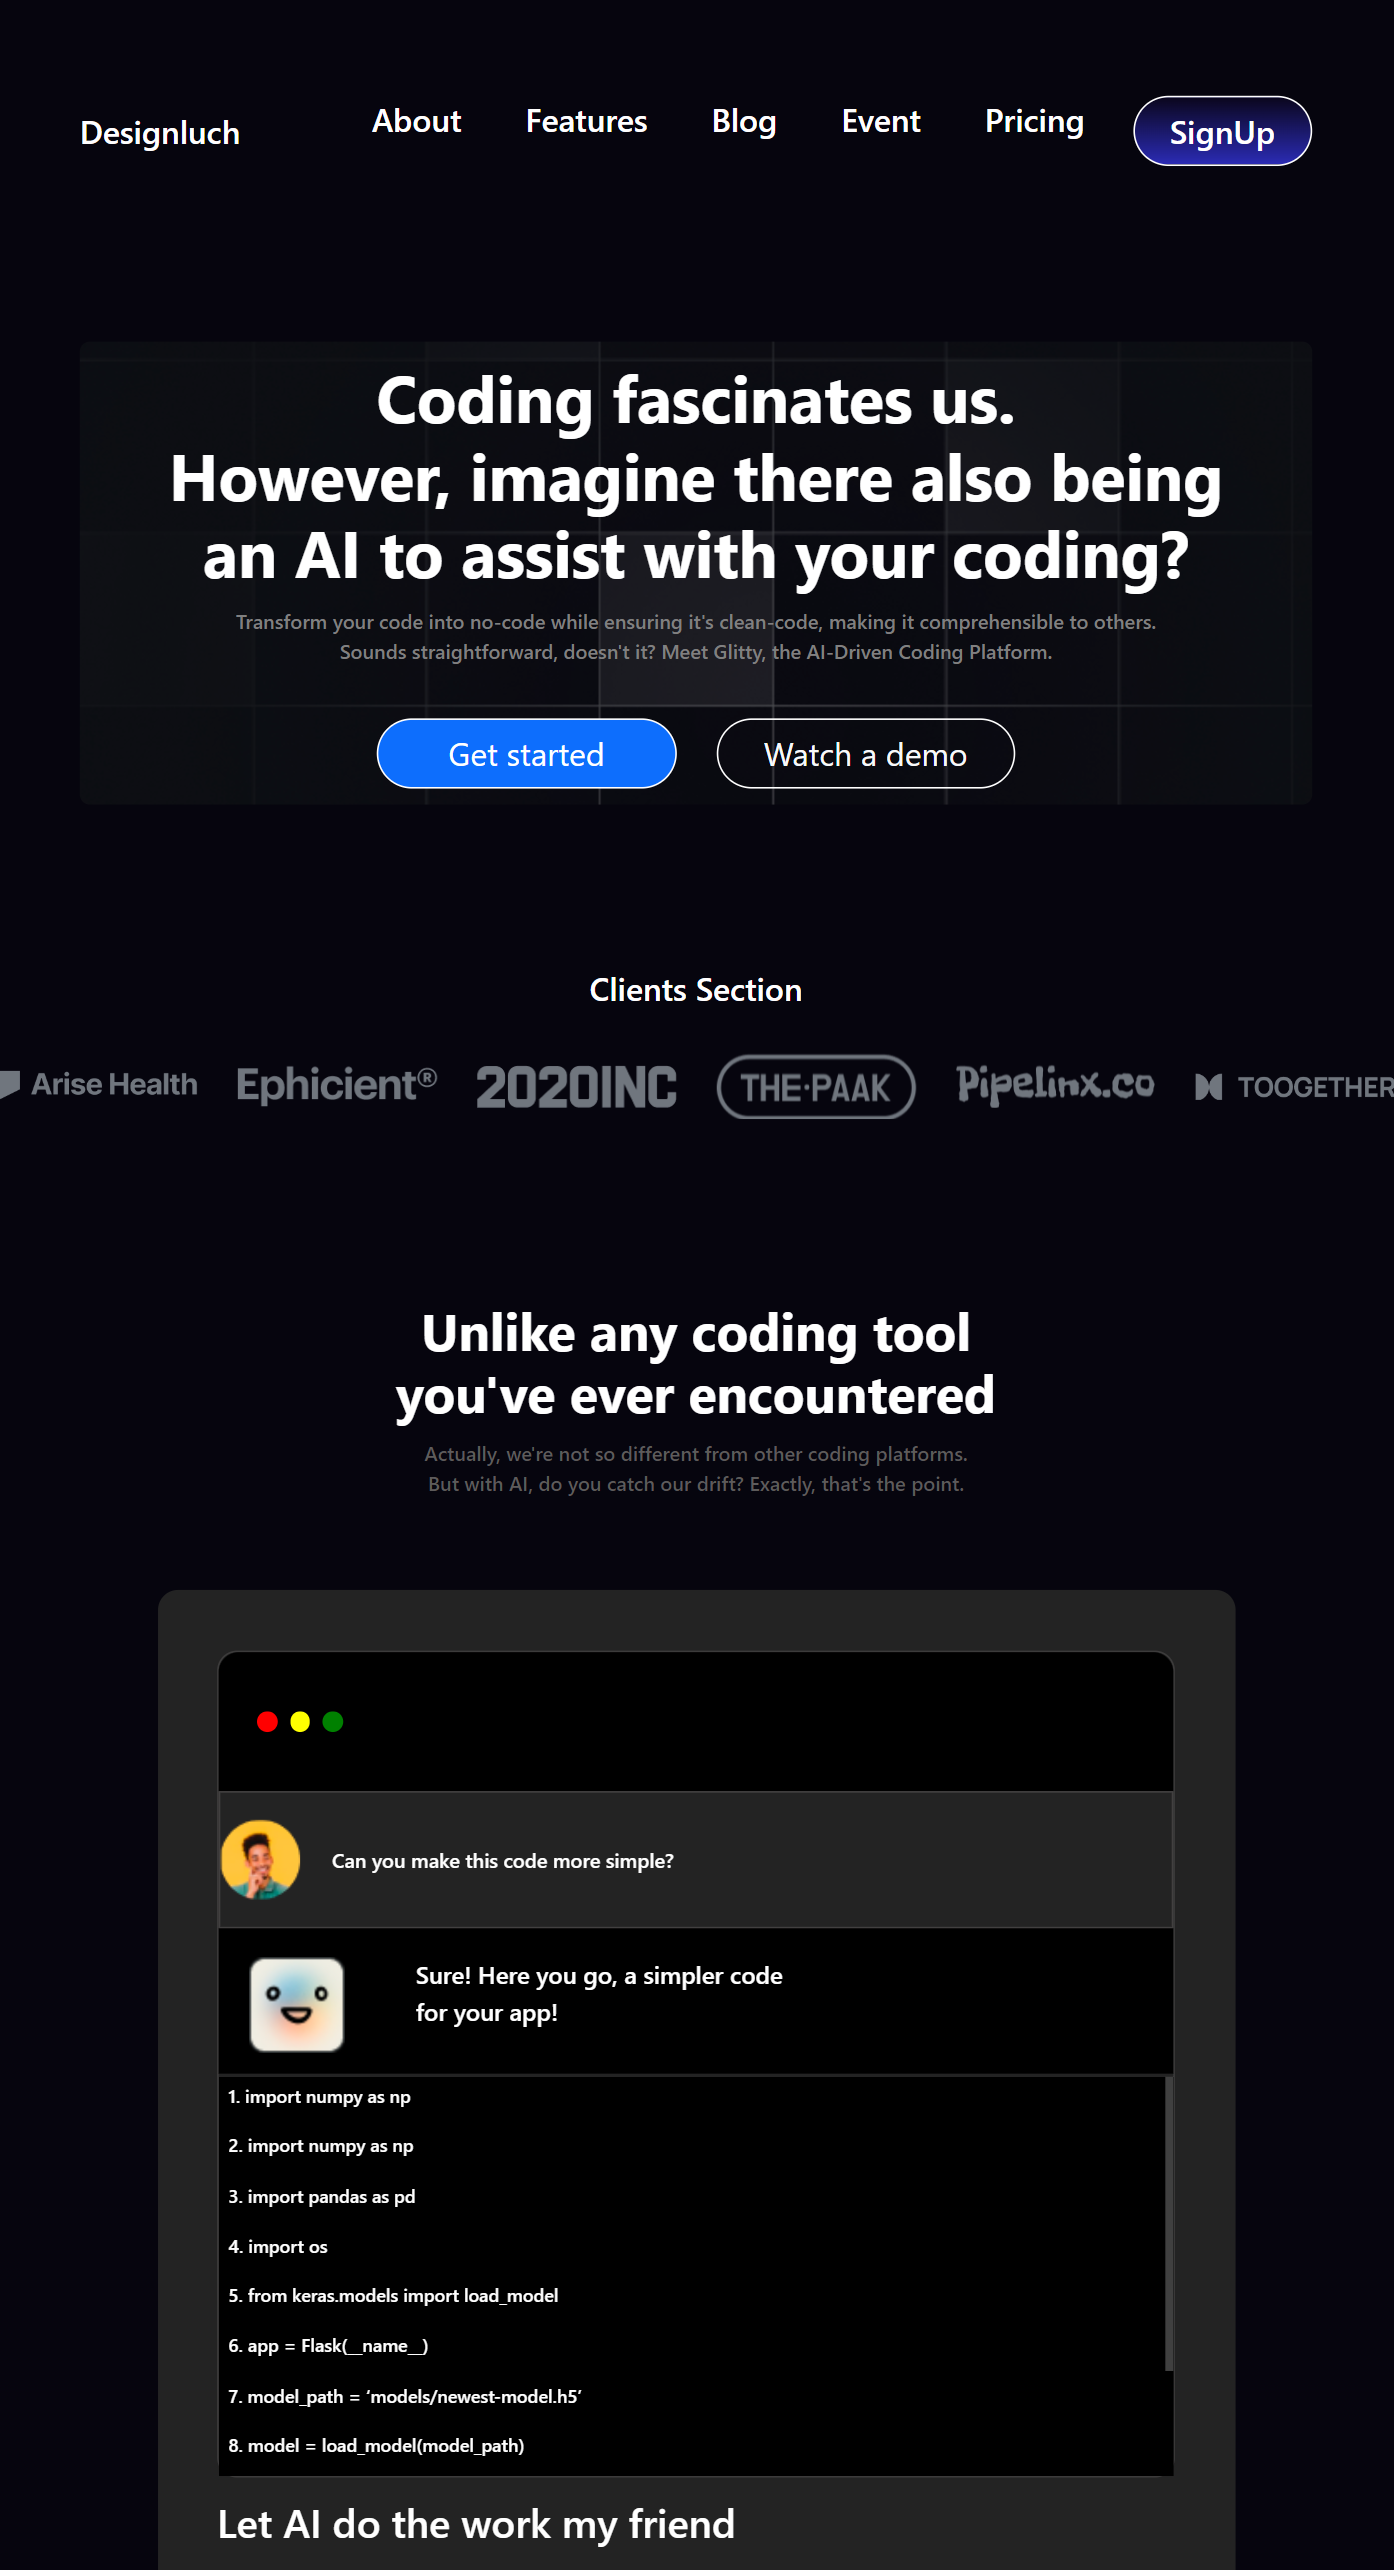 Designluch
About
Features
Blog
Event
Pricing
SignUp
Coding fascinates us.
However, imagine there also being
an AI to assist with your coding?
Transform your code into no-code while ensuring it's clean-code, making it comprehensible to others.
Sounds straightforward, doesn't it? Meet Glitty, the AI-Driven Coding Platform.
Get started
Watch a demo
Clients Section
Arise Health
Ephicient®
2020INC
THE·PAAK
Pipelinx.co
TOOGETHER
Unlike any coding tool
you've ever encountered
Actually, we're not so different from other coding platforms.
But with AI, do you catch our drift? Exactly, that's the point.
Can you make this code more simple?
Sure! Here you go, a simpler code
for your app!
1. import numpy as np
2. import numpy as np
3. import pandas as pd
4. import os
5. from keras.models import load_model
6. app = Flask(__name__)
7. model_path = ‘models/newest-model.h5’
8. model = load_model(model_path)
Let AI do the work my friend